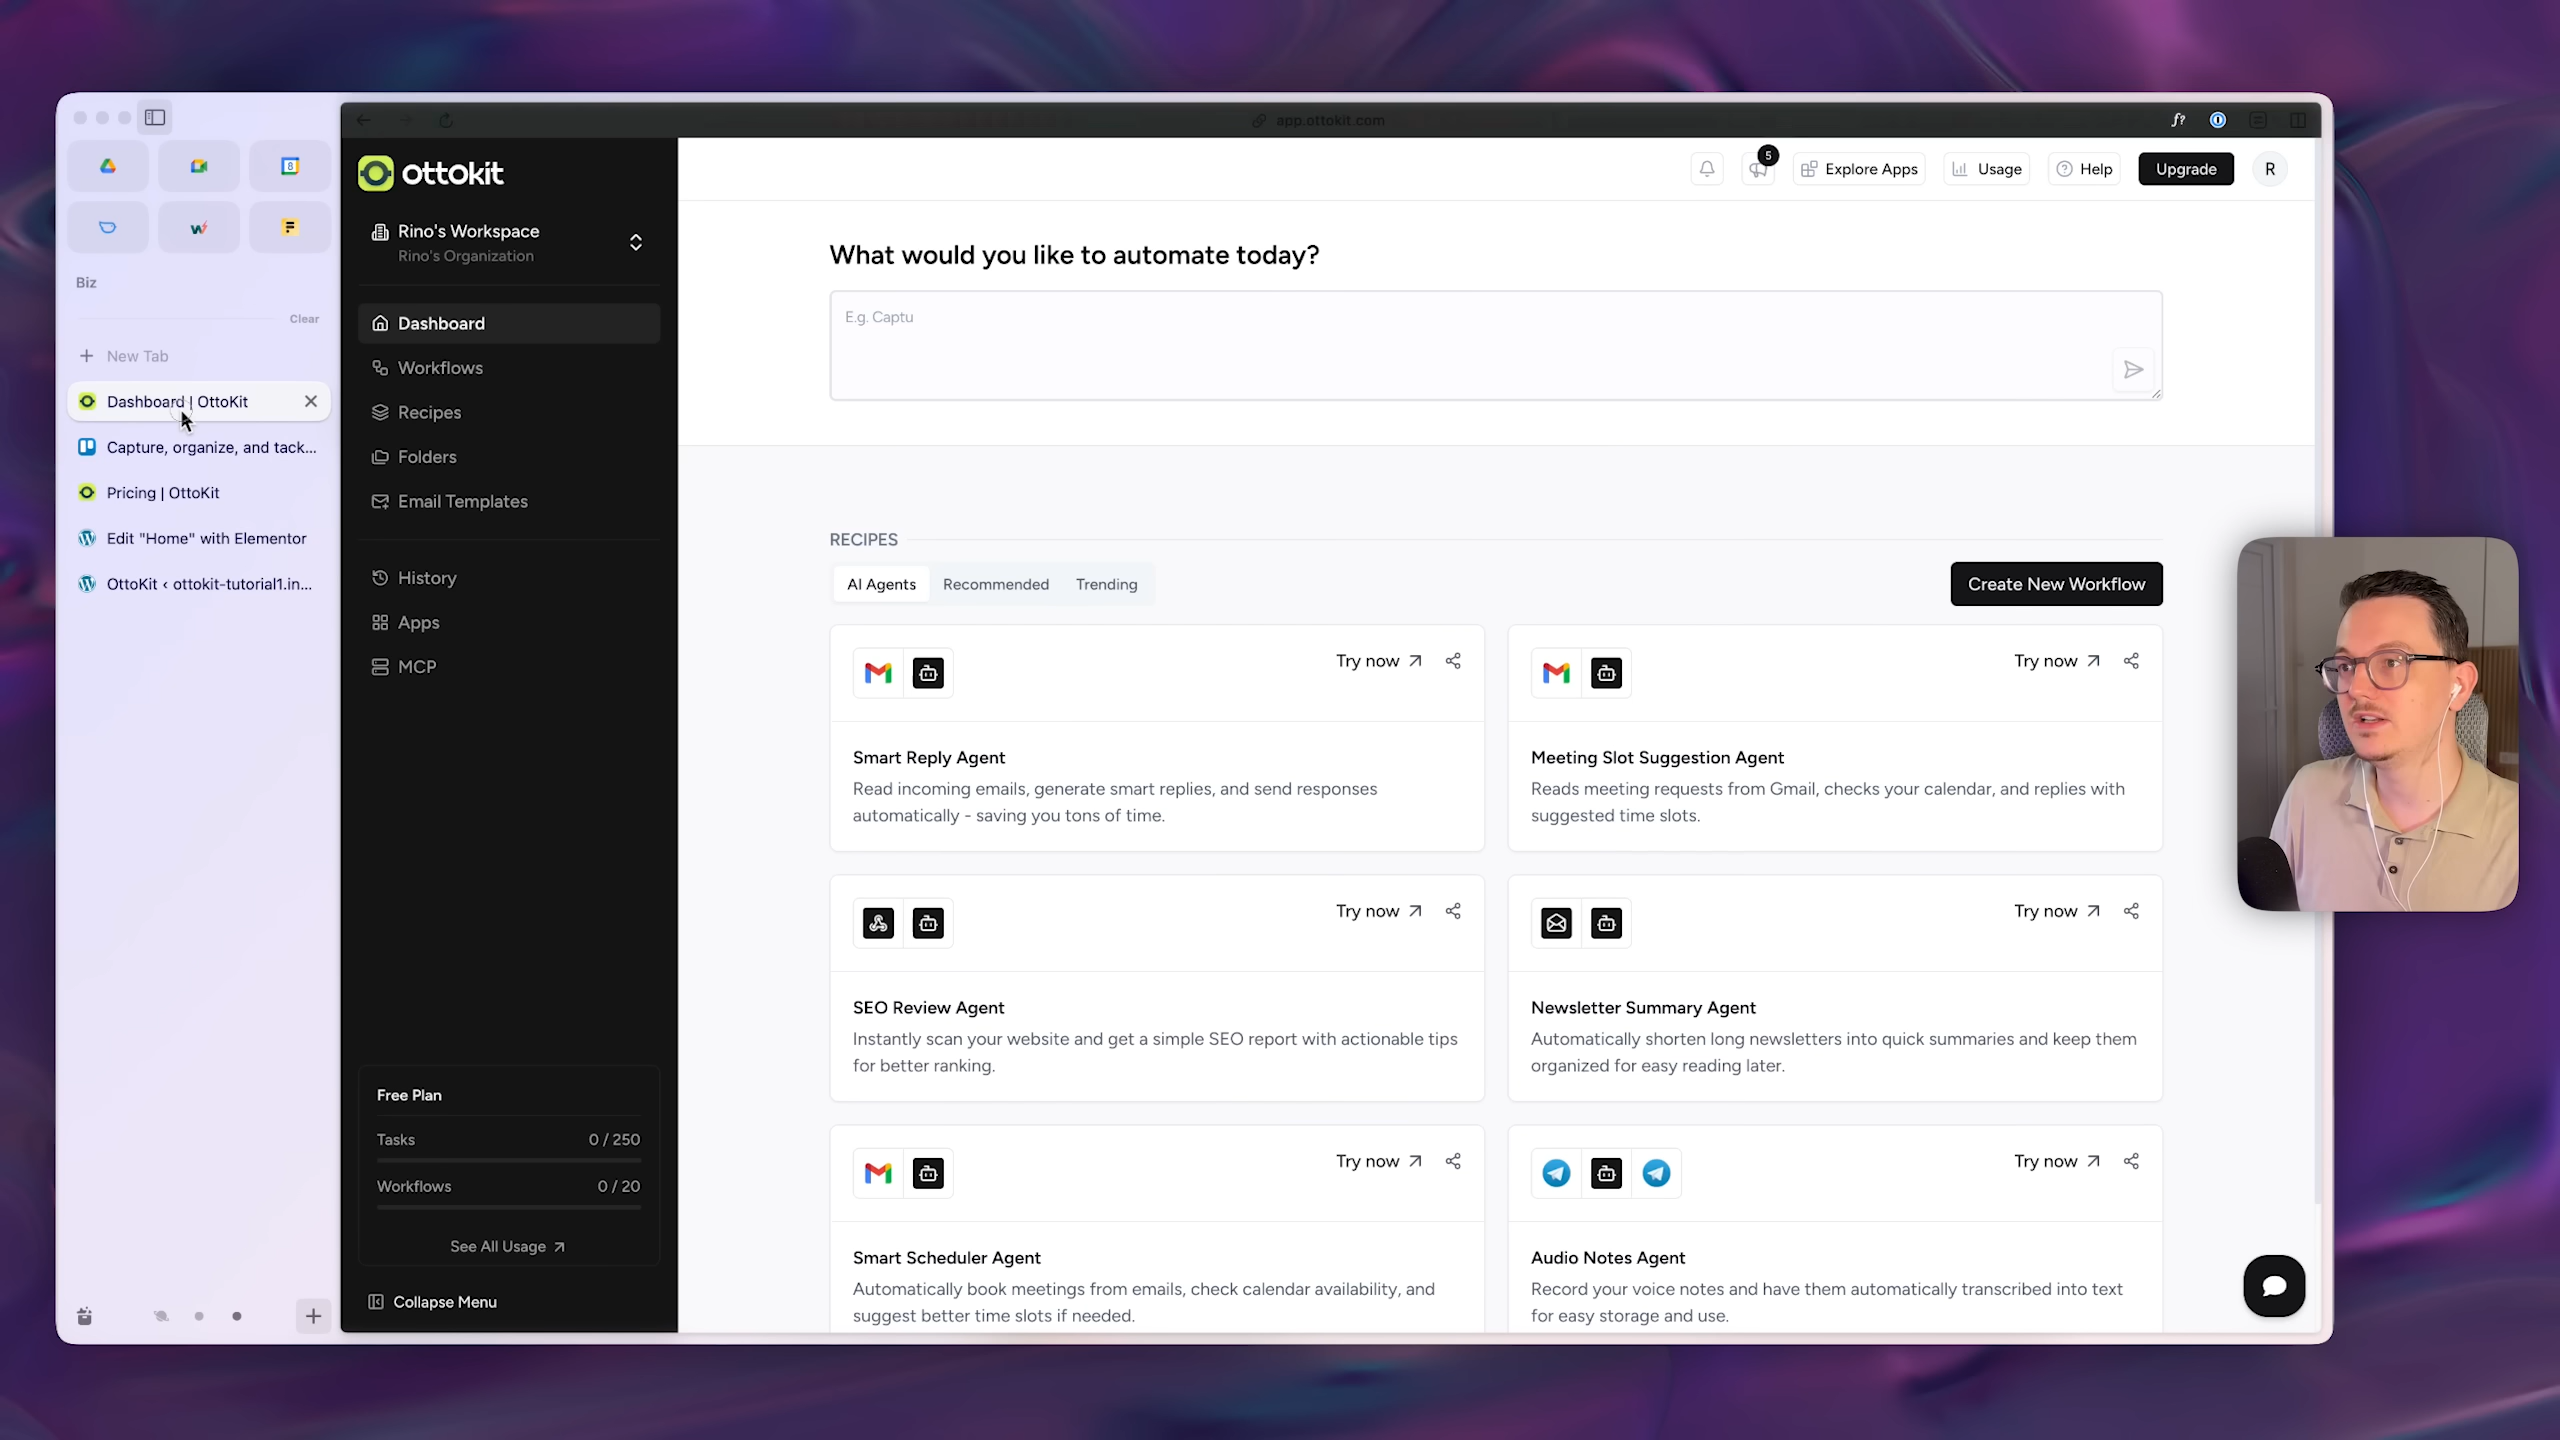 Biz
Clear
New Tab
Dashboard | OttoKit
Capture, organize, and tack...
Pricing | OttoKit
Edit "Home" with Elementor
OttoKit ‹ ottokit-tutorial1.in...
app.ottokit.com
ottokit
Rino's Workspace
Rino's Organization
Dashboard
Workflows
Recipes
Folders
Email Templates
History
Apps
MCP
Free Plan
Tasks 0 / 250
Workflows 0 / 20
See All Usage
Collapse Menu
5
Explore Apps
Usage
Help
Upgrade
R
What would you like to automate today?
E.g. Captu
RECIPES
AI Agents
Recommended
Trending
Create New Workflow
Try now
Smart Reply Agent
Read incoming emails, generate smart replies, and send responses
automatically - saving you tons of time.
Try now
Meeting Slot Suggestion Agent
Reads meeting requests from Gmail, checks your calendar, and replies with
suggested time slots.
Try now
SEO Review Agent
Instantly scan your website and get a simple SEO report with actionable tips
for better ranking.
Try now
Newsletter Summary Agent
Automatically shorten long newsletters into quick summaries and keep them
organized for easy reading later.
Try now
Smart Scheduler Agent
Automatically book meetings from emails, check calendar availability, and
suggest better time slots if needed.
Try now
Audio Notes Agent
Record your voice notes and have them automatically transcribed into text
for easy storage and use.